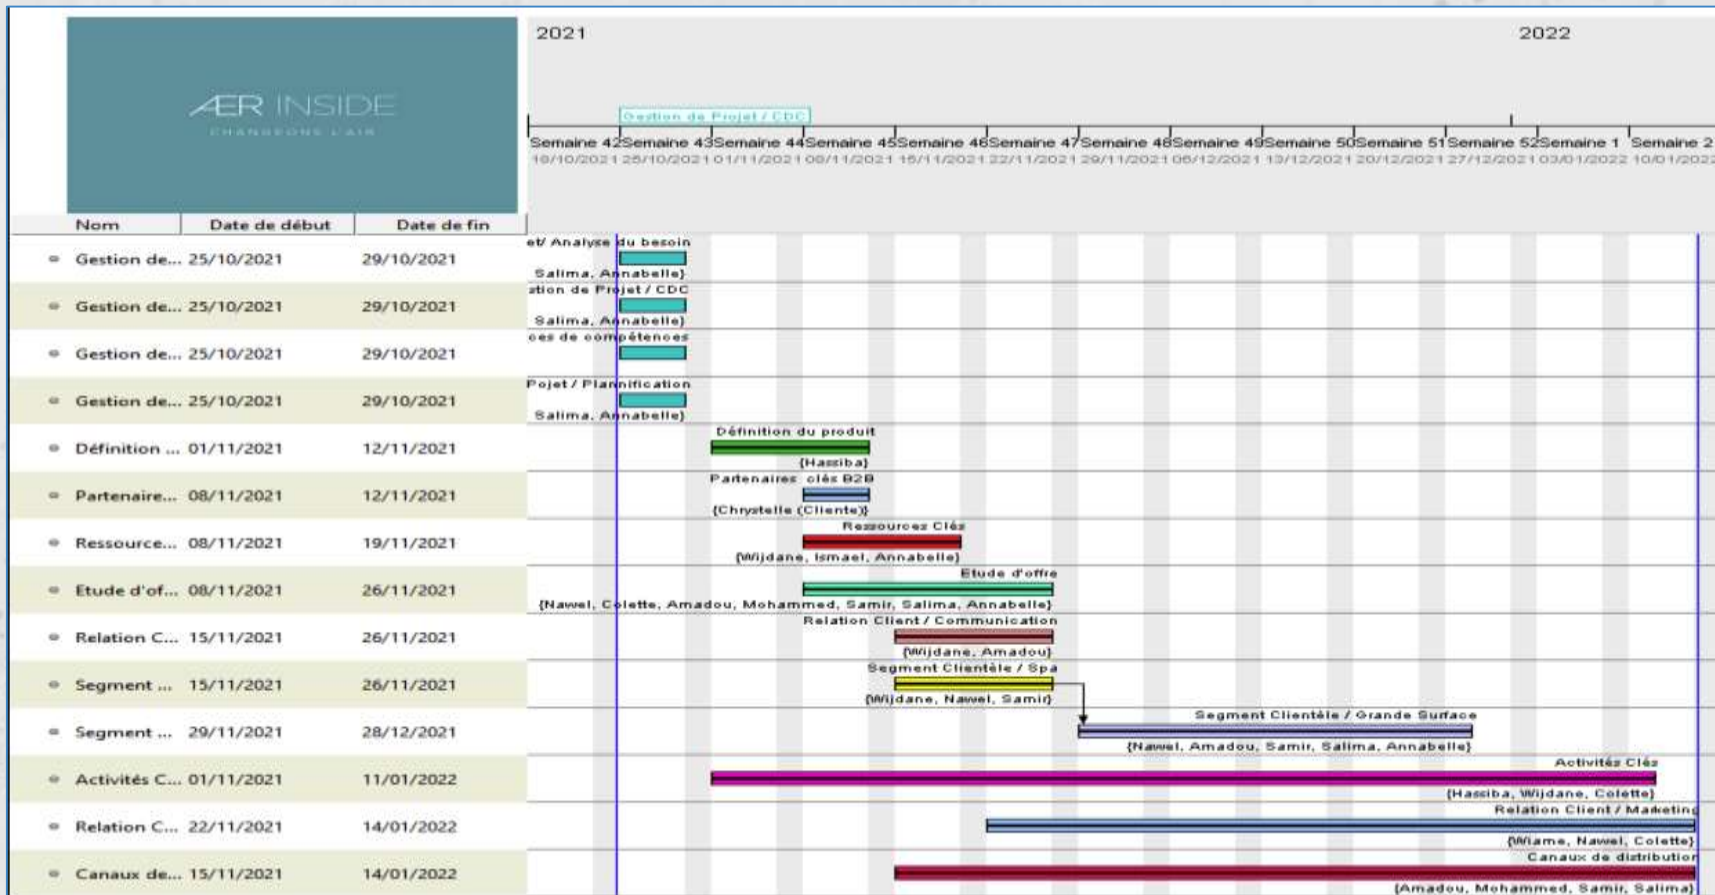 2021 2022
ÆR INSIDE
CHANGEONS L'AIR
Gestion de Projet / CDC
Semaine 42 Semaine 43 Semaine 44 Semaine 45 Semaine 46 Semaine 47 Semaine 48 Semaine 49 Semaine 50 Semaine 51 Semaine 52 Semaine 1 Semaine 2
18/10/2021 25/10/2021 01/11/2021 08/11/2021 15/11/2021 22/11/2021 29/11/2021 06/12/2021 13/12/2021 20/12/2021 27/12/2021 03/01/2022 10/01/2022
Nom Date de début Date de fin
et/ Analyse du besoin
Gestion de... 25/10/2021 29/10/2021
Salima, Annabelle}
stion de Projet / CDC
Gestion de... 25/10/2021 29/10/2021
Salima, Annabelle}
ces de compétences
Gestion de... 25/10/2021 29/10/2021
Pojet / Plannification
Gestion de... 25/10/2021 29/10/2021
Salima, Annabelle}
Définition du produit
Définition ... 01/11/2021 12/11/2021
{Hassiba}
Partenaires clés B2B
Partenaire... 08/11/2021 12/11/2021
{Chrystelle (Cliente)}
Ressources Clés
Ressource... 08/11/2021 19/11/2021
{Wijdane, Ismael, Annabelle}
Etude d'offre
Etude d'of... 08/11/2021 26/11/2021
{Nawel, Colette, Amadou, Mohammed, Samir, Salima, Annabelle}
Relation Client / Communication
Relation C... 15/11/2021 26/11/2021
{Wijdane, Amadou}
Segment Clientèle / Spa
Segment ... 15/11/2021 26/11/2021
{Wijdane, Nawel, Samir}
Segment Clientèle / Grande Surface
Segment ... 29/11/2021 28/12/2021
{Nawel, Amadou, Samir, Salima, Annabelle}
Activités Clés
Activités C... 01/11/2021 11/01/2022
{Hassiba, Wijdane, Colette}
Relation Client / Marketing
Relation C... 22/11/2021 14/01/2022
{Wiame, Nawel, Colette}
Canaux de distribution
Canaux de... 15/11/2021 14/01/2022
{Amadou, Mohammed, Samir, Salima}